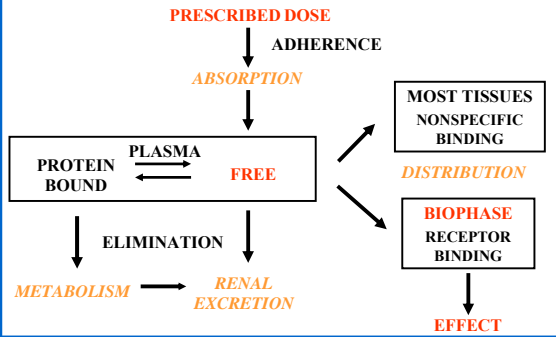 PRESCRIBED DOSE
ADHERENCE
ABSORPTION
MOST TISSUES
NONSPECIFIC
BINDING
PLASMA
PROTEIN
BOUND
FREE
DISTRIBUTION
BIOPHASE
RECEPTOR
BINDING
ELIMINATION
METABOLISM
RENAL
EXCRETION
EFFECT